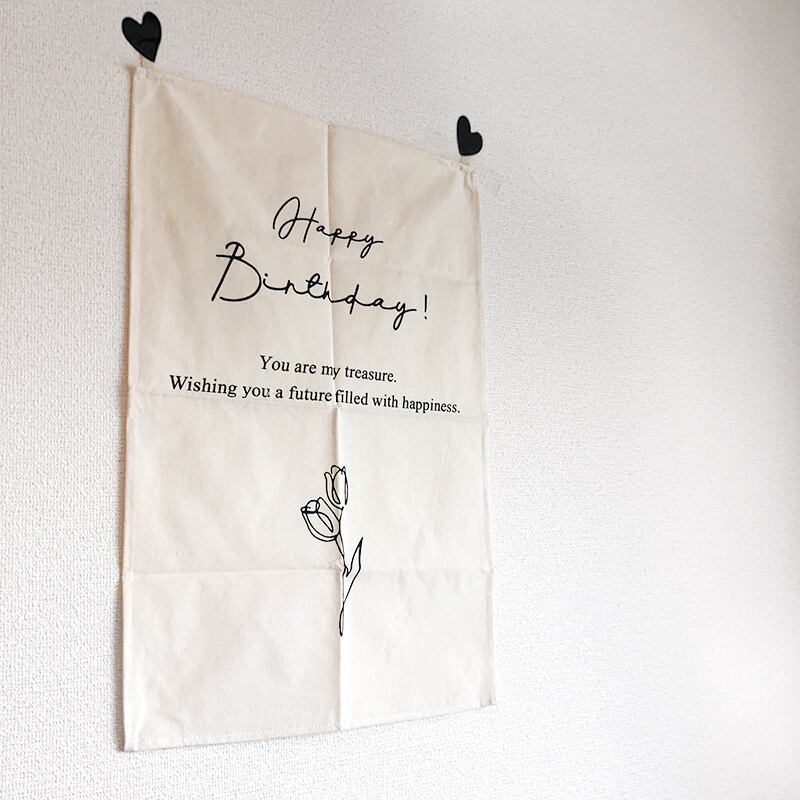 Happy
Birthday!
You are my treasure.
Wishing you a future filled with happiness.